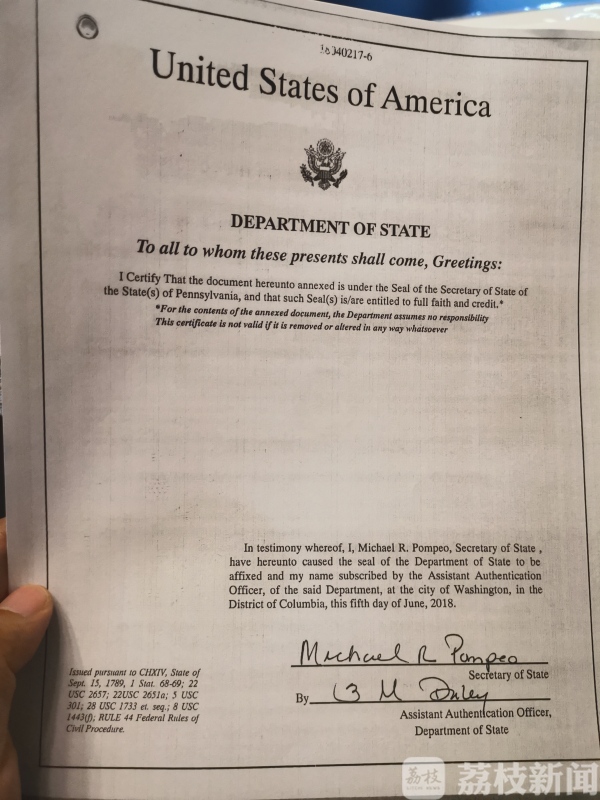 18040217-6
United States of America
DEPARTMENT OF STATE
To all to whom these presents shall come, Greetings:
I Certify That the document hereunto annexed is under the Seal of the Secretary of State of
the State(s) of Pennsylvania, and that such Seal(s) is/are entitled to full faith and credit.*
*For the contents of the annexed document, the Department assumes no responsibility
This certificate is not valid if it is removed or altered in any way whatsoever
In testimony whereof, I, Michael R. Pompeo, Secretary of State ,
have hereunto caused the seal of the Department of State to be
affixed and my name subscribed by the Assistant Authentication
Officer, of the said Department, at the city of Washington, in the
District of Columbia, this fifth day of June, 2018.
Michael R Pompeo
Secretary of State
By
Assistant Authentication Officer,
Department of State
Issued pursuant to CHXIV, State of
Sept. 15, 1789, 1 Stat. 68-69; 22
USC 2657; 22USC 2651a; 5 USC
301; 28 USC 1733 et. seq.; 8 USC
1443(f); RULE 44 Federal Rules of
Civil Procedure.
荔枝
荔枝新闻